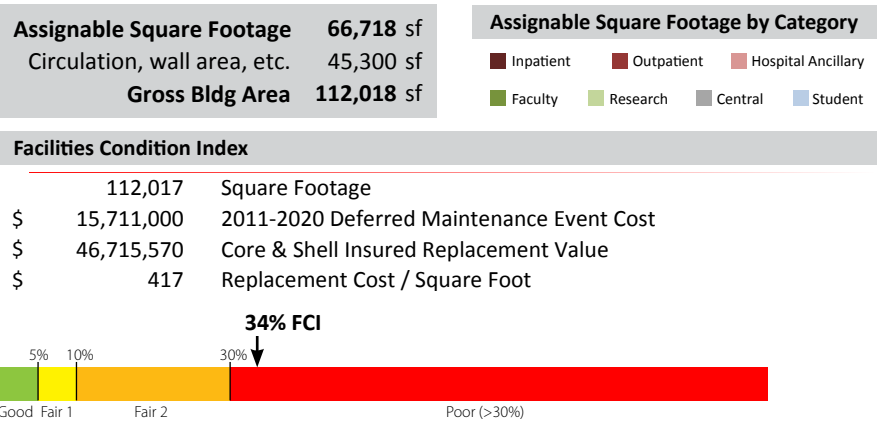 Assignable Square Footage 66,718 sf
Circulation, wall area, etc. 45,300 sf
Gross Bldg Area 112,018 sf
Assignable Square Footage by Category
Inpatient Outpatient Hospital Ancillary
Faculty Research Central Student
Facilities Condition Index
112,017 Square Footage
$ 15,711,000 2011-2020 Deferred Maintenance Event Cost
$ 46,715,570 Core & Shell Insured Replacement Value
$ 417 Replacement Cost / Square Foot
34% FCI
5% 10% 30%
Good Fair 1 Fair 2 Poor (>30%)